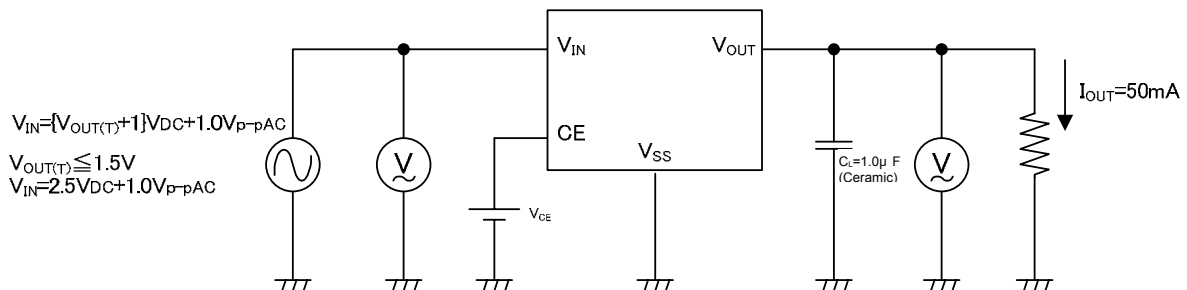 V_IN={V_OUT(T)+1}V_DC+1.0V_p-pAC
V_OUT(T)≦1.5V
V_IN=2.5V_DC+1.0V_p-pAC
V
V_IN
CE
V_OUT
V_SS
V_CE
C_L=1.0μ F
(Ceramic)
V
I_OUT=50mA